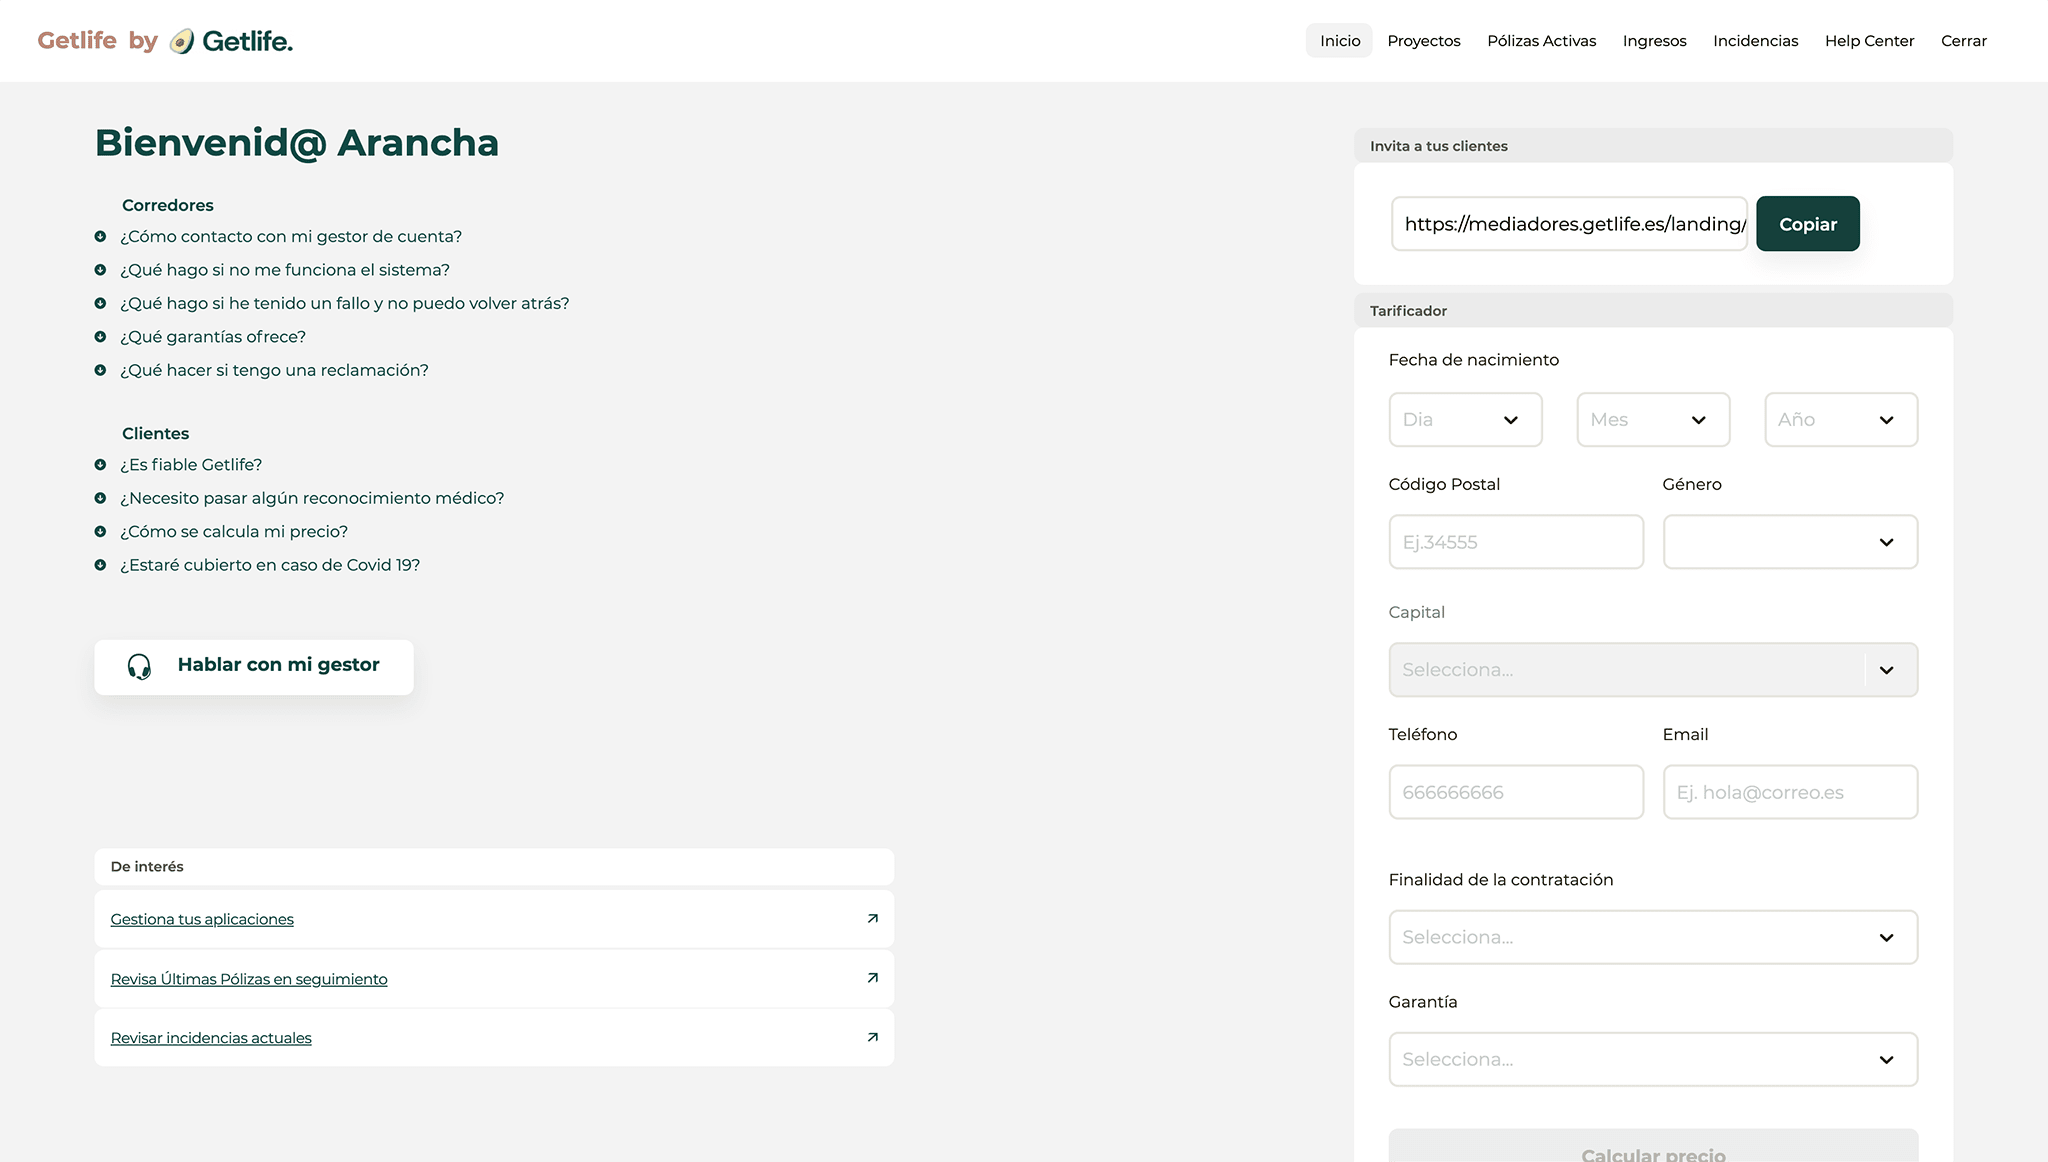 Getlife by Getlife.
Inicio Proyectos Pólizas Activas Ingresos Incidencias Help Center Cerrar
Bienvenid@ Arancha
Corredores
¿Cómo contacto con mi gestor de cuenta?
¿Qué hago si no me funciona el sistema?
¿Qué hago si he tenido un fallo y no puedo volver atrás?
¿Qué garantías ofrece?
¿Qué hacer si tengo una reclamación?
Clientes
¿Es fiable Getlife?
¿Necesito pasar algún reconocimiento médico?
¿Cómo se calcula mi precio?
¿Estaré cubierto en caso de Covid 19?
Hablar con mi gestor
De interés
Gestiona tus aplicaciones
Revisa Últimas Pólizas en seguimiento
Revisar incidencias actuales
Invita a tus clientes
https://mediadores.getlife.es/landing/ Copiar
Tarificador
Fecha de nacimiento
Dia Mes Año
Código Postal Género
Ej.34555
Capital
Selecciona...
Teléfono Email
666666666 Ej. hola@correo.es
Finalidad de la contratación
Selecciona...
Garantía
Selecciona...
Calcular precio